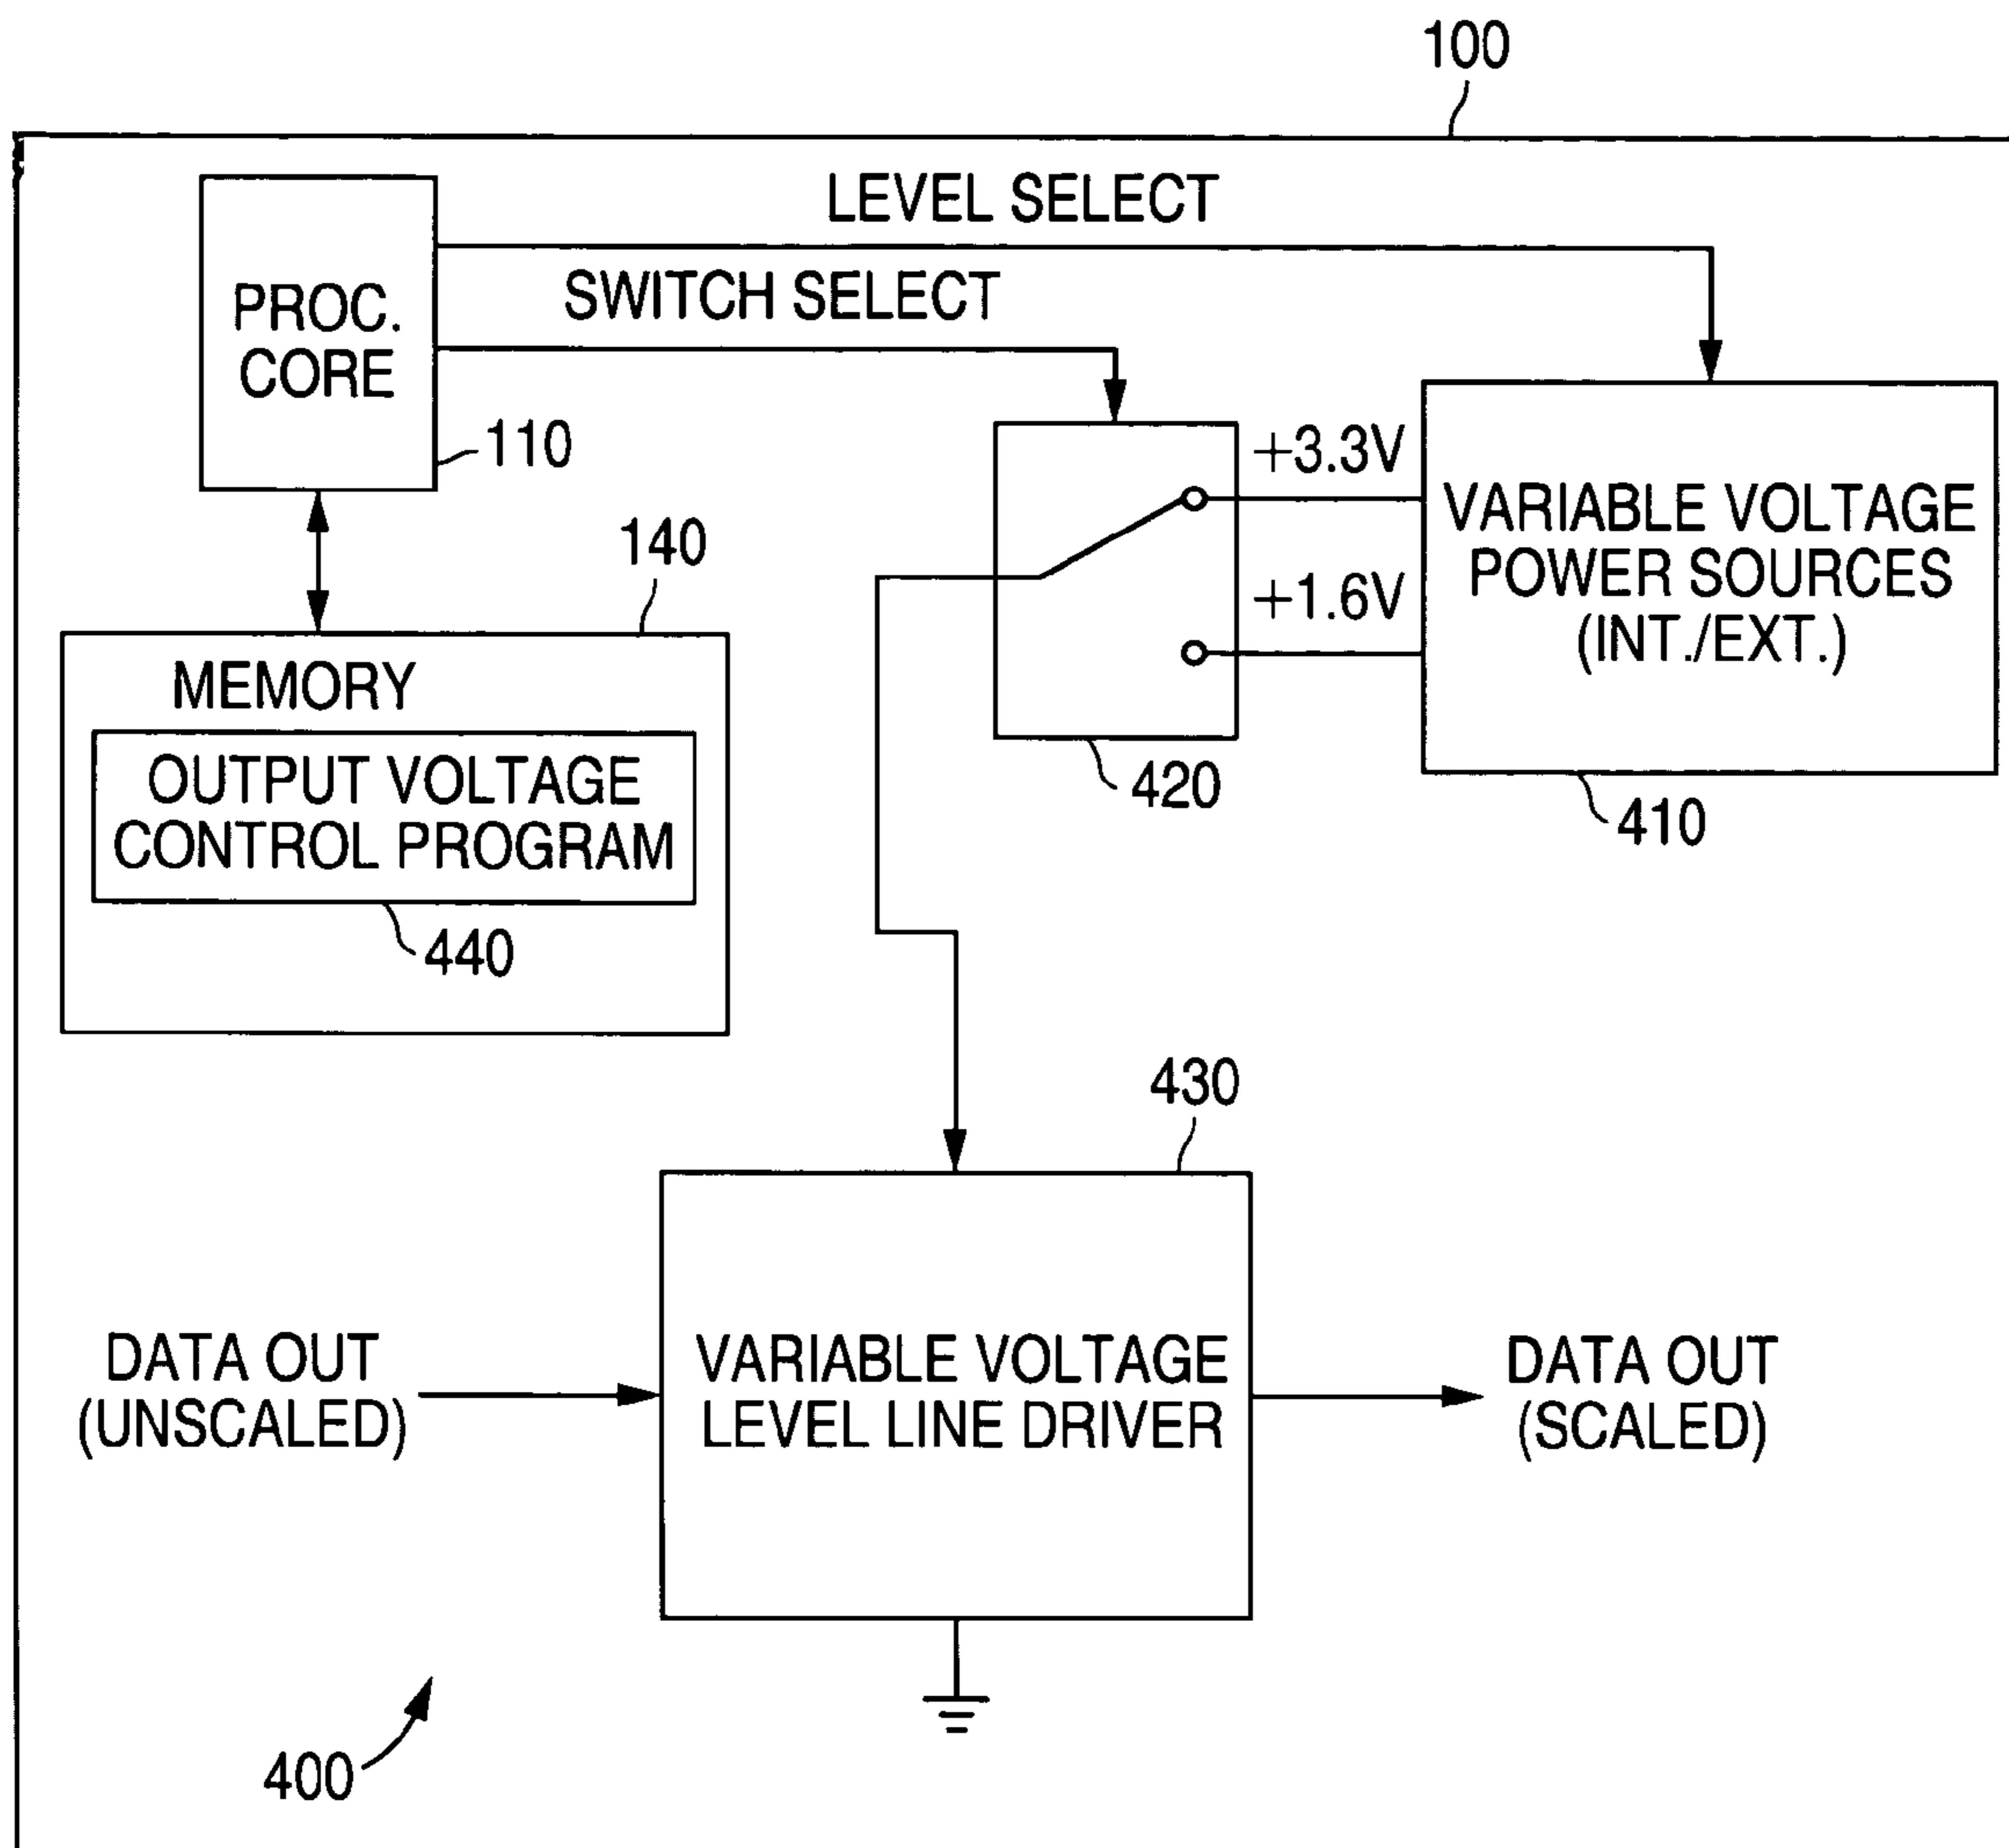 100
LEVEL SELECT
SWITCH SELECT
PROC.
CORE
110
+3.3V
+1.6V
VARIABLE VOLTAGE
POWER SOURCES
(INT./EXT.)
140
MEMORY
OUTPUT VOLTAGE
CONTROL PROGRAM
440
420
410
430
DATA OUT
(UNSCALED)
VARIABLE VOLTAGE
LEVEL LINE DRIVER
DATA OUT
(SCALED)
400